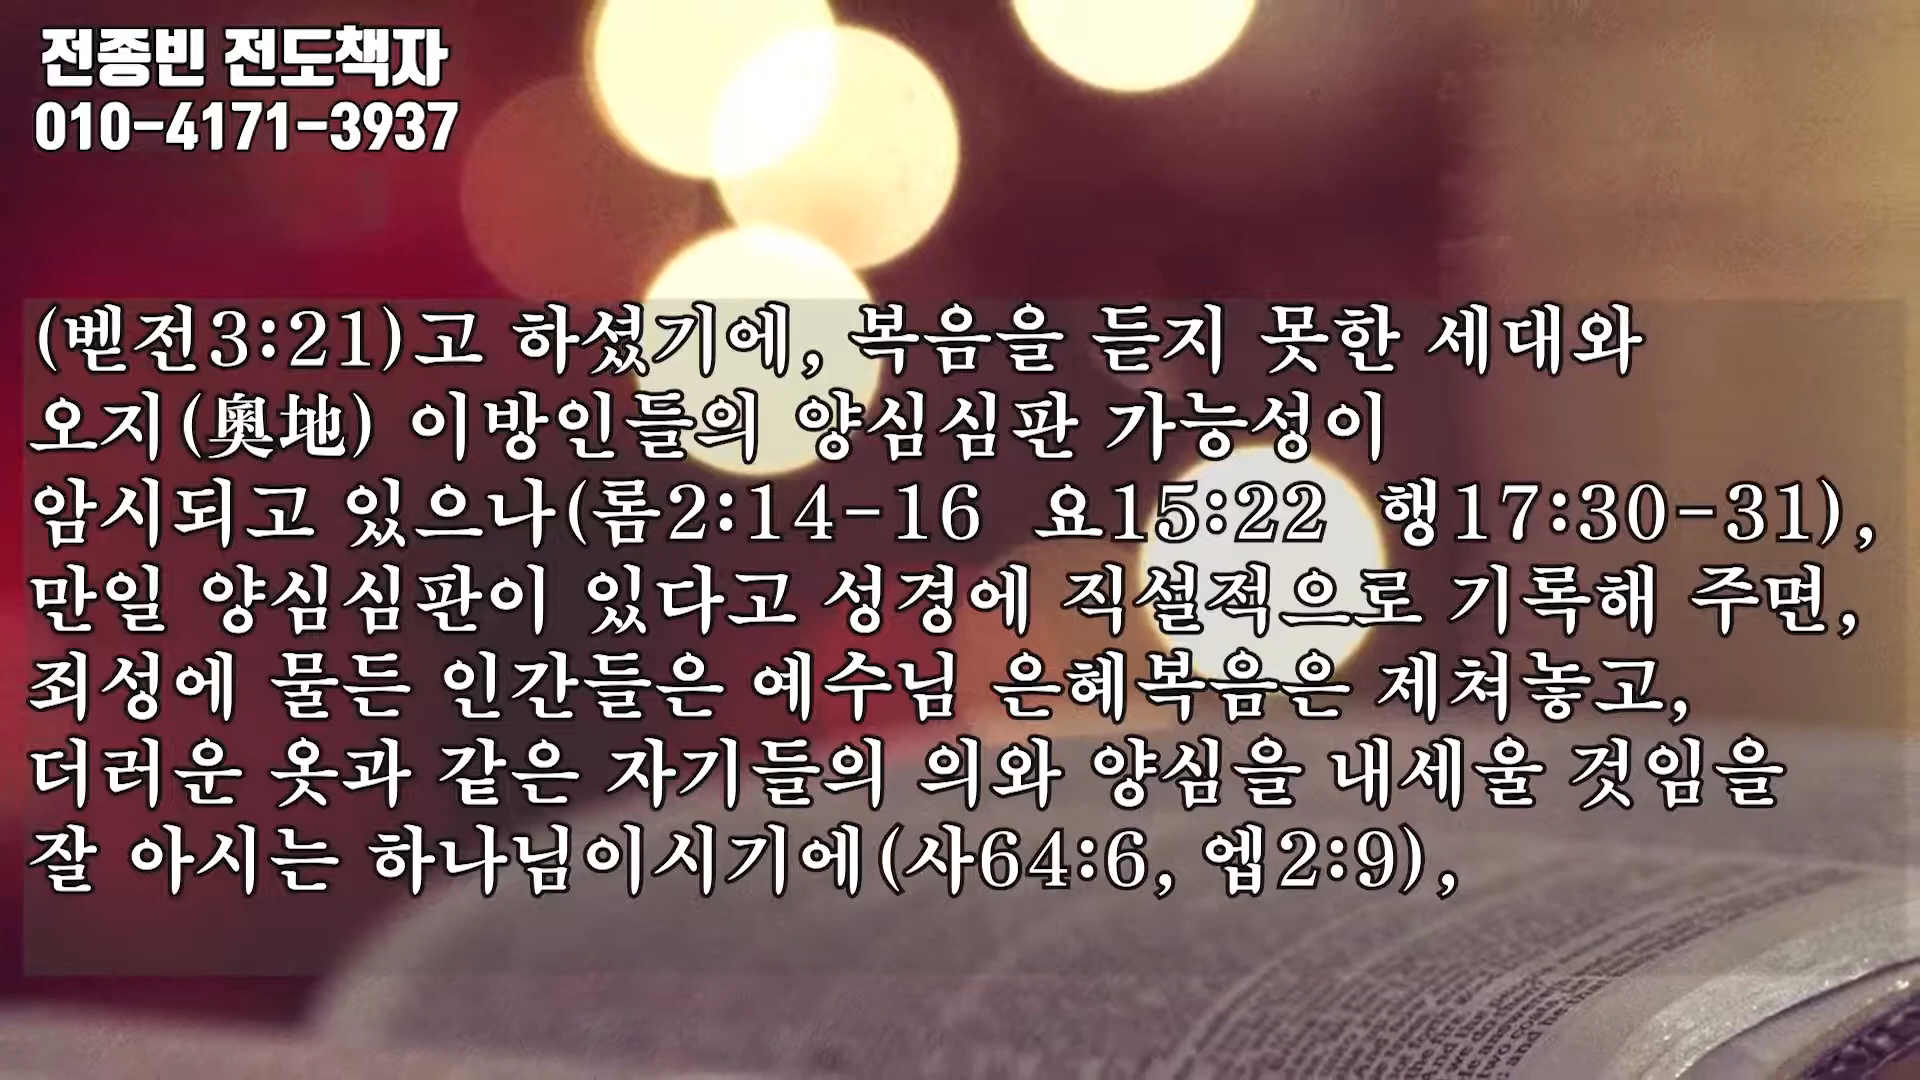 전종빈 전도책자
010-4171-3937
(벧전3:21)고 하셨기에, 복음을 듣지 못한 세대와
오지(奧地) 이방인들의 양심심판 가능성이
암시되고 있으나(롬2:14-16 요15:22 행17:30-31),
만일 양심심판이 있다고 성경에 직설적으로 기록해 주면,
죄성에 물든 인간들은 예수님 은혜복음은 제쳐놓고,
더러운 옷과 같은 자기들의 의와 양심을 내세울 것임을
잘 아시는 하나님이시기에(사64:6, 엡2:9),